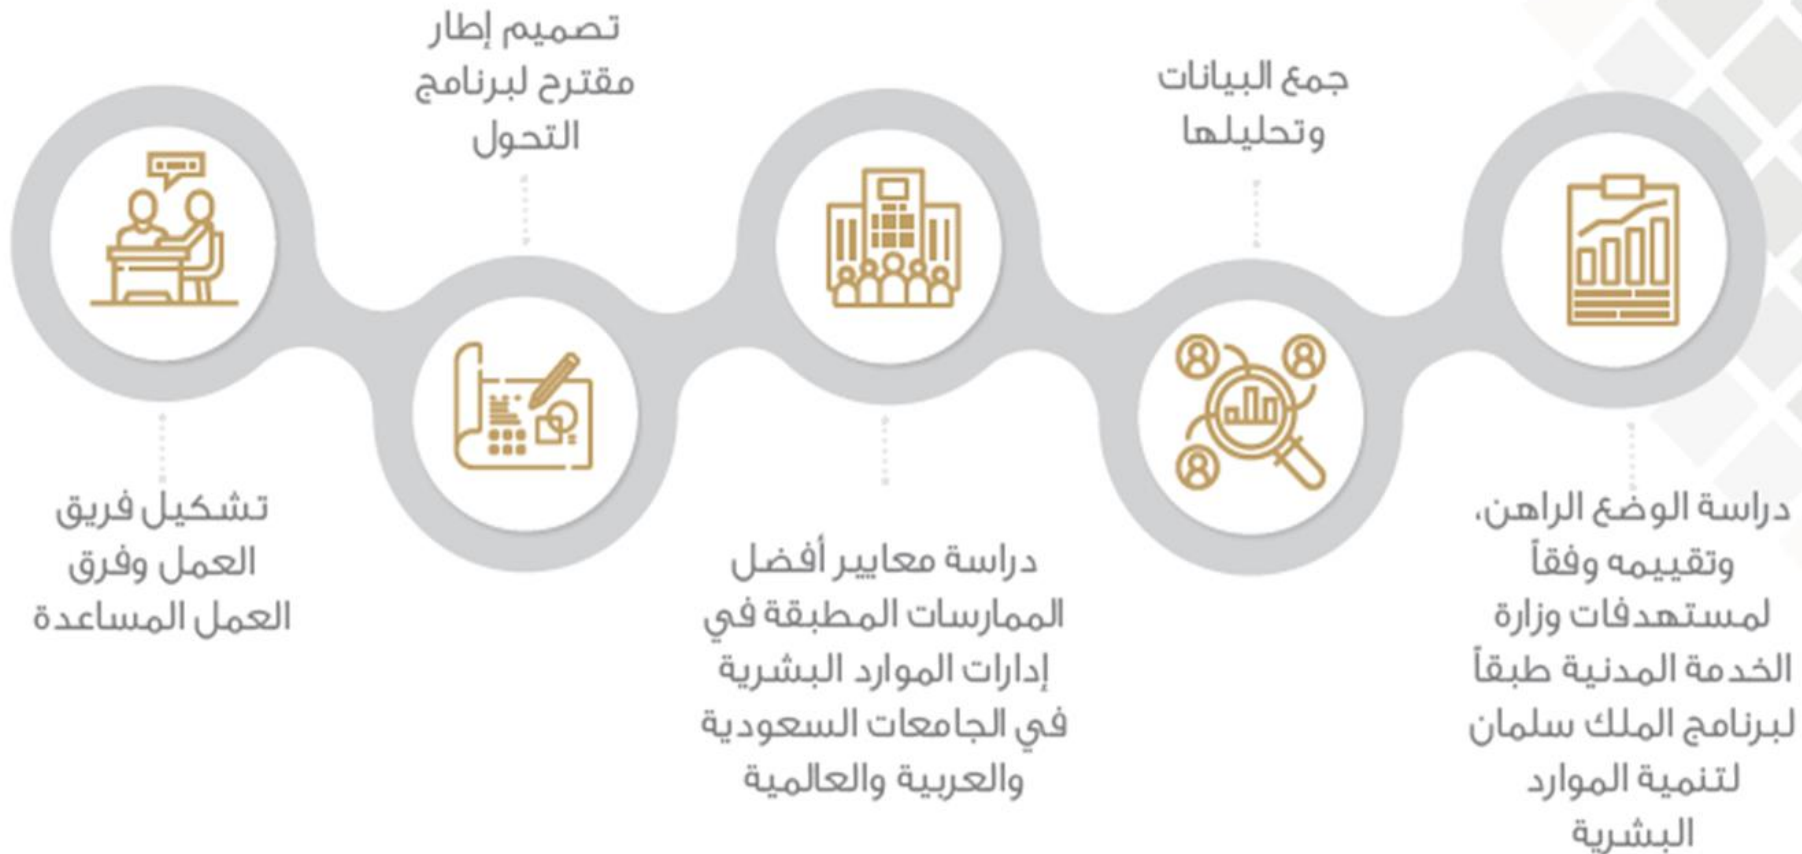 دراسة الوضع الراهن،
وتقييمه وفقاً
لمستهدفات وزارة
الخدمة المدنية طبقاً
لبرنامج الملك سلمان
لتنمية الموارد
البشرية
جمع البيانات
وتحليلها
دراسة معايير أفضل
الممارسات المطبقة في
إدارات الموارد البشرية
في الجامعات السعودية
والعربية والعالمية
تصميم إطار
مقترح لبرنامج
التحول
تشكيل فريق
العمل وفرق
العمل المساعدة